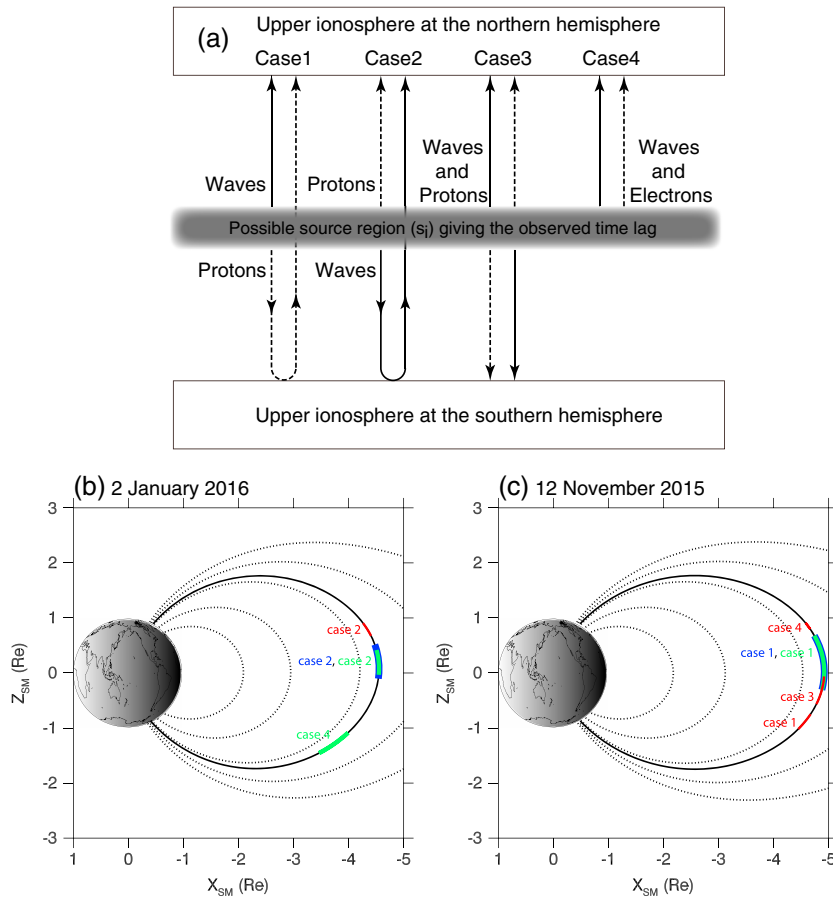 (a)
Upper ionosphere at the northern hemisphere
Case1 Case2 Case3 Case4
Waves
Protons
Waves
and
Protons
Waves
and
Electrons
Possible source region (sᵢ) giving the observed time lag
Protons
Waves
Upper ionosphere at the southern hemisphere
(b) 2 January 2016
3
2
1
0
-1
-2
-3
Z_SM (Re)
case 2
case 2, case 2
case 4
1 0 -1 -2 -3 -4 -5
X_SM (Re)
(c) 12 November 2015
3
2
1
0
-1
-2
-3
Z_SM (Re)
case 4
case 1, case 1
case 3
case 1
1 0 -1 -2 -3 -4 -5
X_SM (Re)